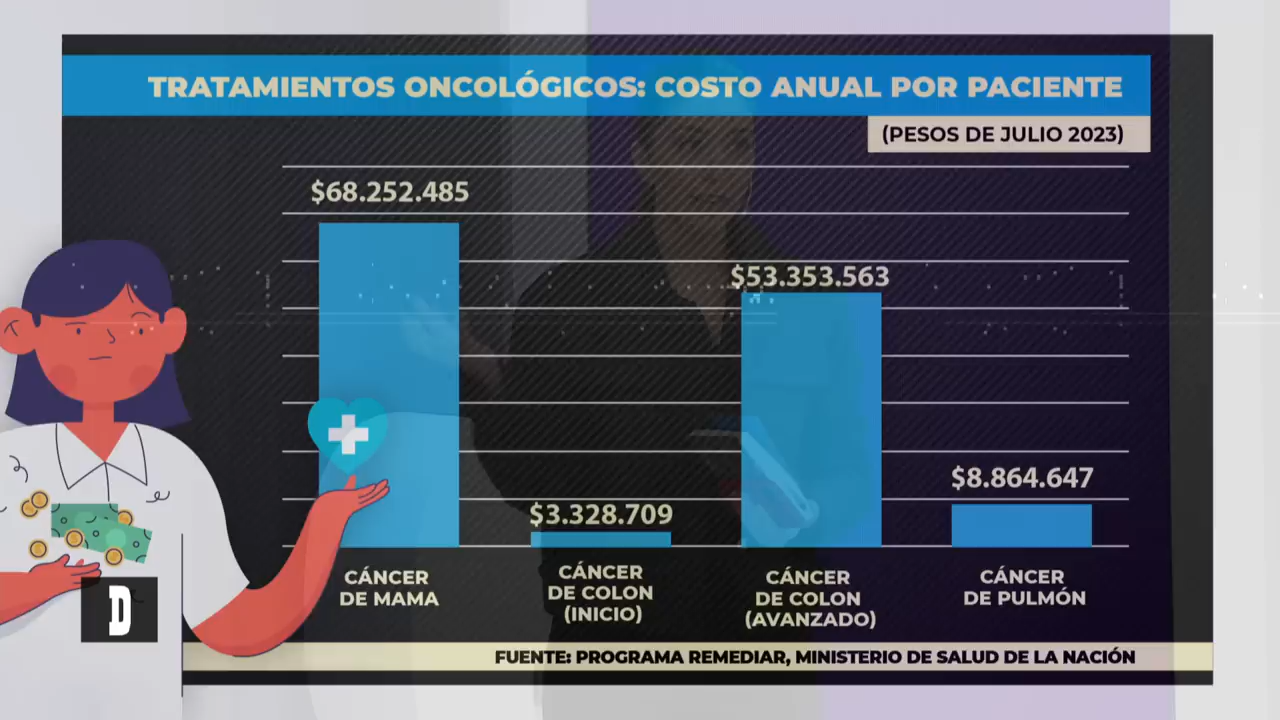 TRATAMIENTOS ONCOLÓGICOS: COSTO ANUAL POR PACIENTE
(PESOS DE JULIO 2023)
$68.252.485
$53.353.563
$8.864.647
$3.328.709
CÁNCER
DE MAMA
CÁNCER
DE COLON
(INICIO)
CÁNCER
DE COLON
(AVANZADO)
CÁNCER
DE PULMÓN
D
FUENTE: PROGRAMA REMEDIAR, MINISTERIO DE SALUD DE LA NACIÓN